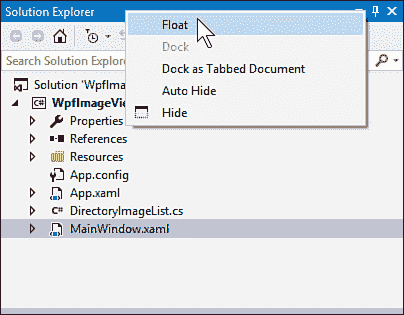 Solution Explorer
Float
Dock
Search Solution Explor
Dock as Tabbed Document
Solution 'WpfIma
Auto Hide
WpfImageVie
Hide
Properties
References
Resources
App.config
App.xaml
DirectoryImageList.cs
MainWindow.xaml